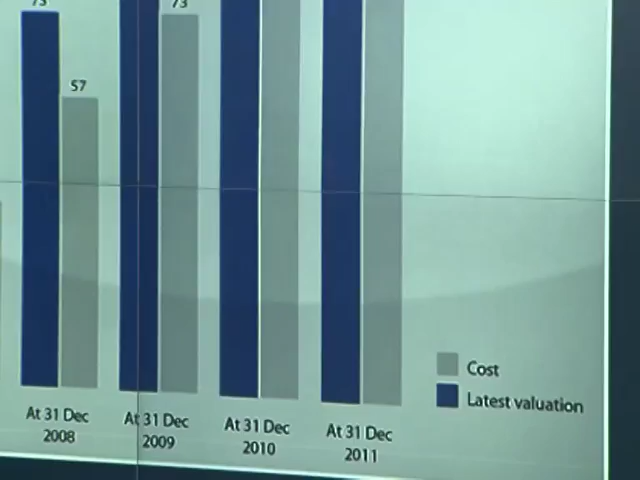 73
73
57
Cost
Latest valuation
At 31 Dec
2008
At 31 Dec
2009
At 31 Dec
2010
At 31 Dec
2011